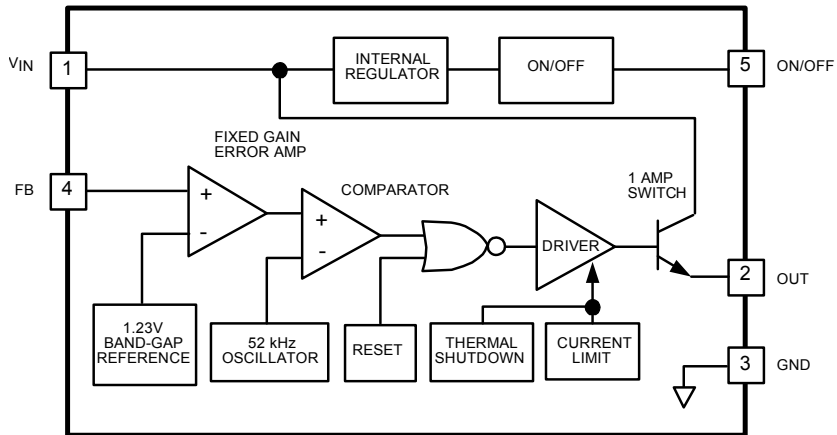 VIN
1
INTERNAL
REGULATOR
ON/OFF
5
ON/OFF
FIXED GAIN
ERROR AMP
FB
4
+
-
COMPARATOR
+
-
1 AMP
SWITCH
DRIVER
2
OUT
1.23V
BAND-GAP
REFERENCE
52 kHz
OSCILLATOR
RESET
THERMAL
SHUTDOWN
CURRENT
LIMIT
3
GND